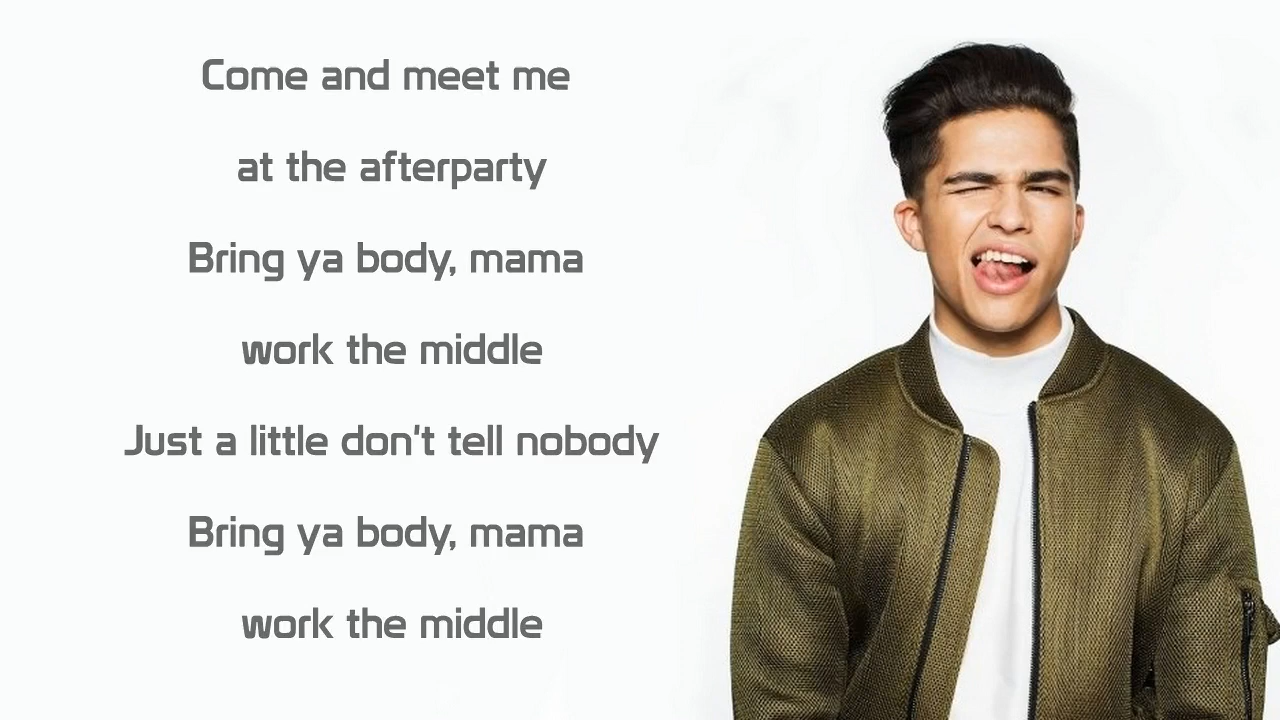 Come and meet me
at the afterparty
Bring ya body, mama
work the middle
Just a little don't tell nobody
Bring ya body, mama
work the middle